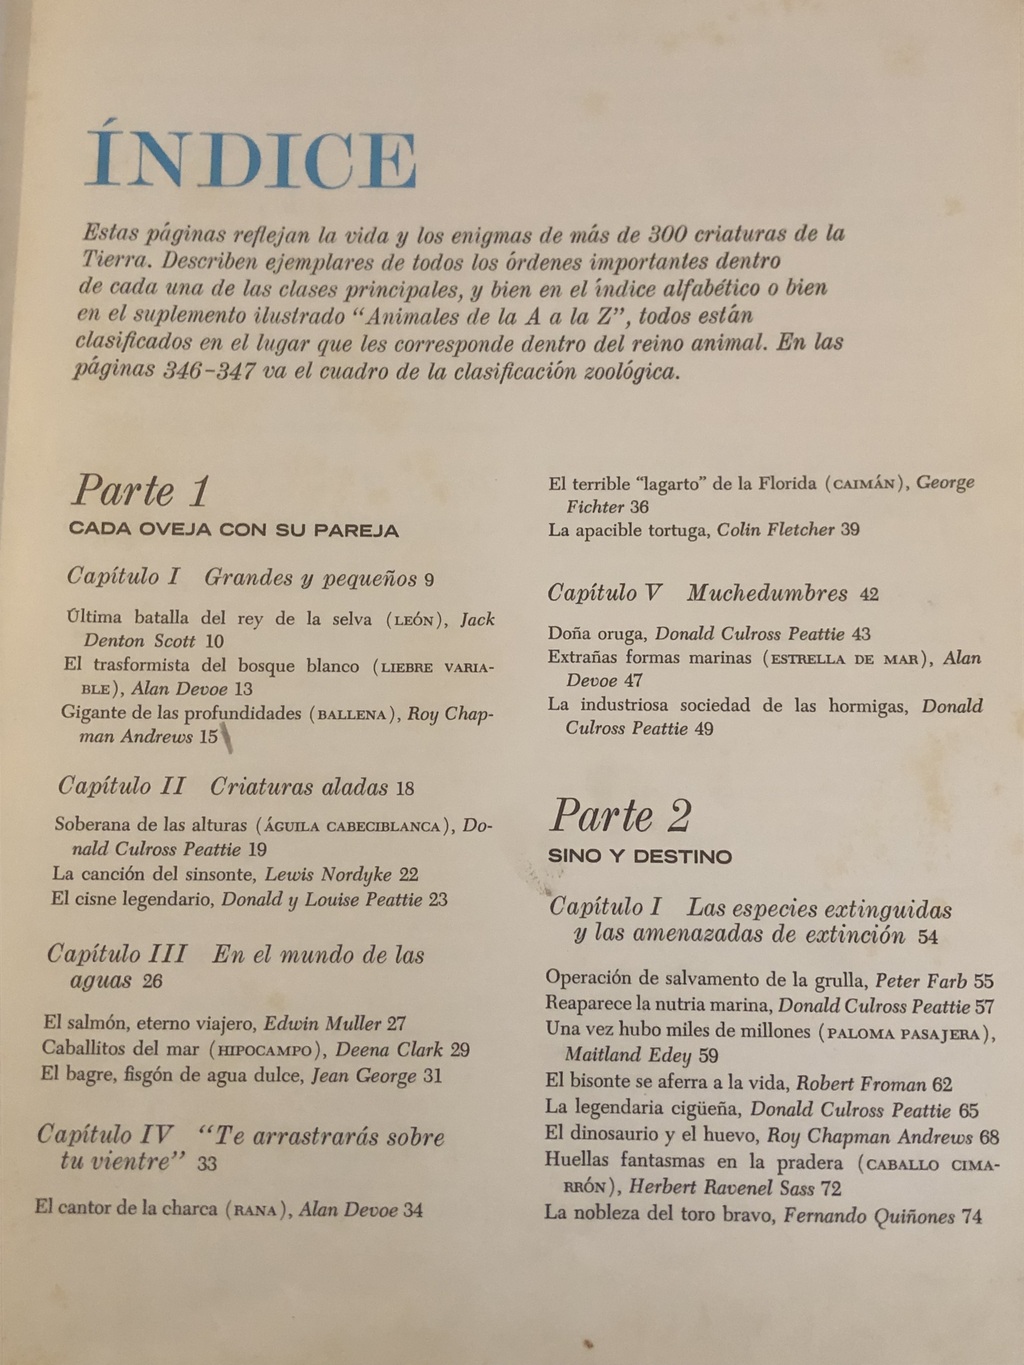 ÍNDICE
Estas páginas reflejan la vida y los enigmas de más de 300 criaturas de la
Tierra. Describen ejemplares de todos los órdenes importantes dentro
de cada una de las clases principales, y bien en el índice alfabético o bien
en el suplemento ilustrado “Animales de la A a la Z”, todos están
clasificados en el lugar que les corresponde dentro del reino animal. En las
páginas 346-347 va el cuadro de la clasificación zoológica.
Parte 1
CADA OVEJA CON SU PAREJA
Capítulo I Grandes y pequeños 9
Última batalla del rey de la selva (LEÓN), Jack
Denton Scott 10
El trasformista del bosque blanco (LIEBRE VARIA-
BLE), Alan Devoe 13
Gigante de las profundidades (BALLENA), Roy Chap-
man Andrews 15
Capítulo II Criaturas aladas 18
Soberana de las alturas (ÁGUILA CABECIBLANCA), Do-
nald Culross Peattie 19
La canción del sinsonte, Lewis Nordyke 22
El cisne legendario, Donald y Louise Peattie 23
Capítulo III En el mundo de las
aguas 26
El salmón, eterno viajero, Edwin Muller 27
Caballitos del mar (HIPOCAMPO), Deena Clark 29
El bagre, fisgón de agua dulce, Jean George 31
Capítulo IV “Te arrastrarás sobre
tu vientre” 33
El cantor de la charca (RANA), Alan Devoe 34
El terrible “lagarto” de la Florida (CAIMÁN), George
Fichter 36
La apacible tortuga, Colin Fletcher 39
Capítulo V Muchedumbres 42
Doña oruga, Donald Culross Peattie 43
Extrañas formas marinas (ESTRELLA DE MAR), Alan
Devoe 47
La industriosa sociedad de las hormigas, Donald
Culross Peattie 49
Parte 2
SINO Y DESTINO
Capítulo I Las especies extinguidas
y las amenazadas de extinción 54
Operación de salvamento de la grulla, Peter Farb 55
Reaparece la nutria marina, Donald Culross Peattie 57
Una vez hubo miles de millones (PALOMA PASAJERA),
Maitland Edey 59
El bisonte se aferra a la vida, Robert Froman 62
La legendaria cigüeña, Donald Culross Peattie 65
El dinosaurio y el huevo, Roy Chapman Andrews 68
Huellas fantasmas en la pradera (CABALLO CIMA-
RRÓN), Herbert Ravenel Sass 72
La nobleza del toro bravo, Fernando Quiñones 74